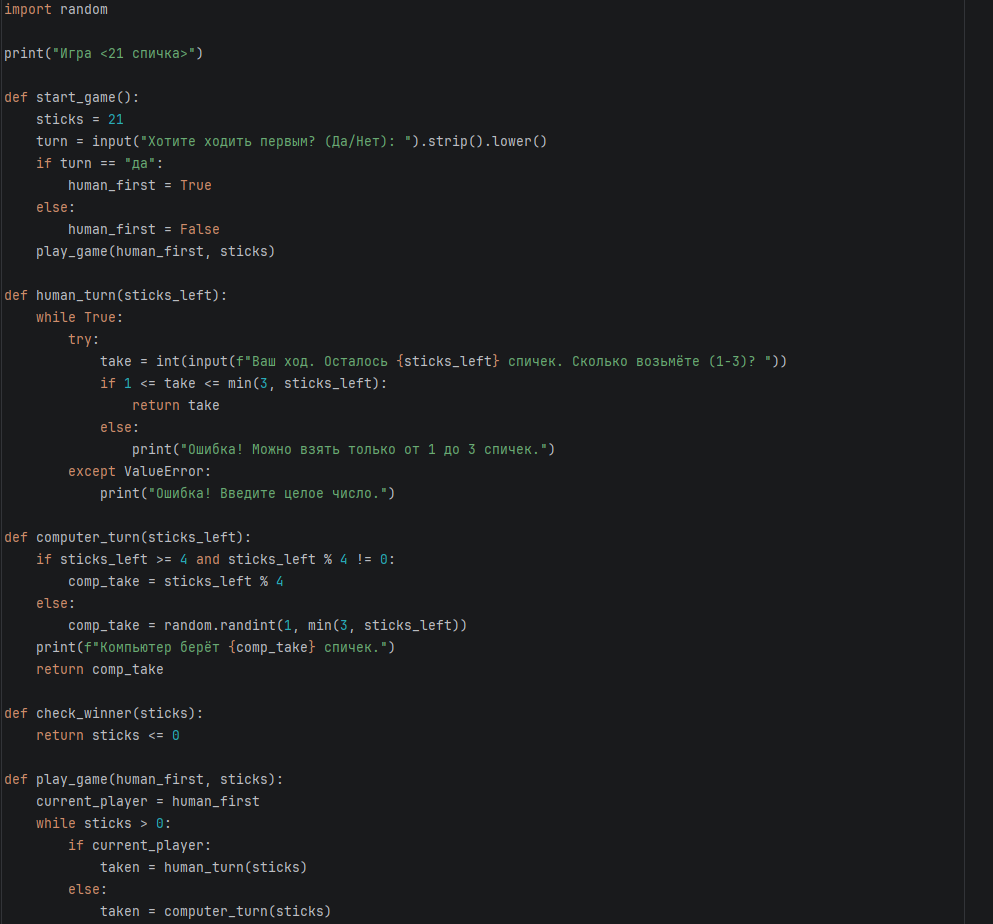 import random
print("Игра <21 спичка>")
def start_game():
    sticks = 21
    turn = input("Хотите ходить первым? (Да/Нет): ").strip().lower()
    if turn == "да":
        human_first = True
    else:
        human_first = False
    play_game(human_first, sticks)
def human_turn(sticks_left):
    while True:
        try:
            take = int(input(f"Ваш ход. Осталось {sticks_left} спичек. Сколько возьмёте (1-3)? "))
            if 1 <= take <= min(3, sticks_left):
                return take
            else:
                print("Ошибка! Можно взять только от 1 до 3 спичек.")
        except ValueError:
            print("Ошибка! Введите целое число.")
def computer_turn(sticks_left):
    if sticks_left >= 4 and sticks_left % 4 != 0:
        comp_take = sticks_left % 4
    else:
        comp_take = random.randint(1, min(3, sticks_left))
    print(f"Компьютер берёт {comp_take} спичек.")
    return comp_take
def check_winner(sticks):
    return sticks <= 0
def play_game(human_first, sticks):
    current_player = human_first
    while sticks > 0:
        if current_player:
            taken = human_turn(sticks)
        else:
            taken = computer_turn(sticks)